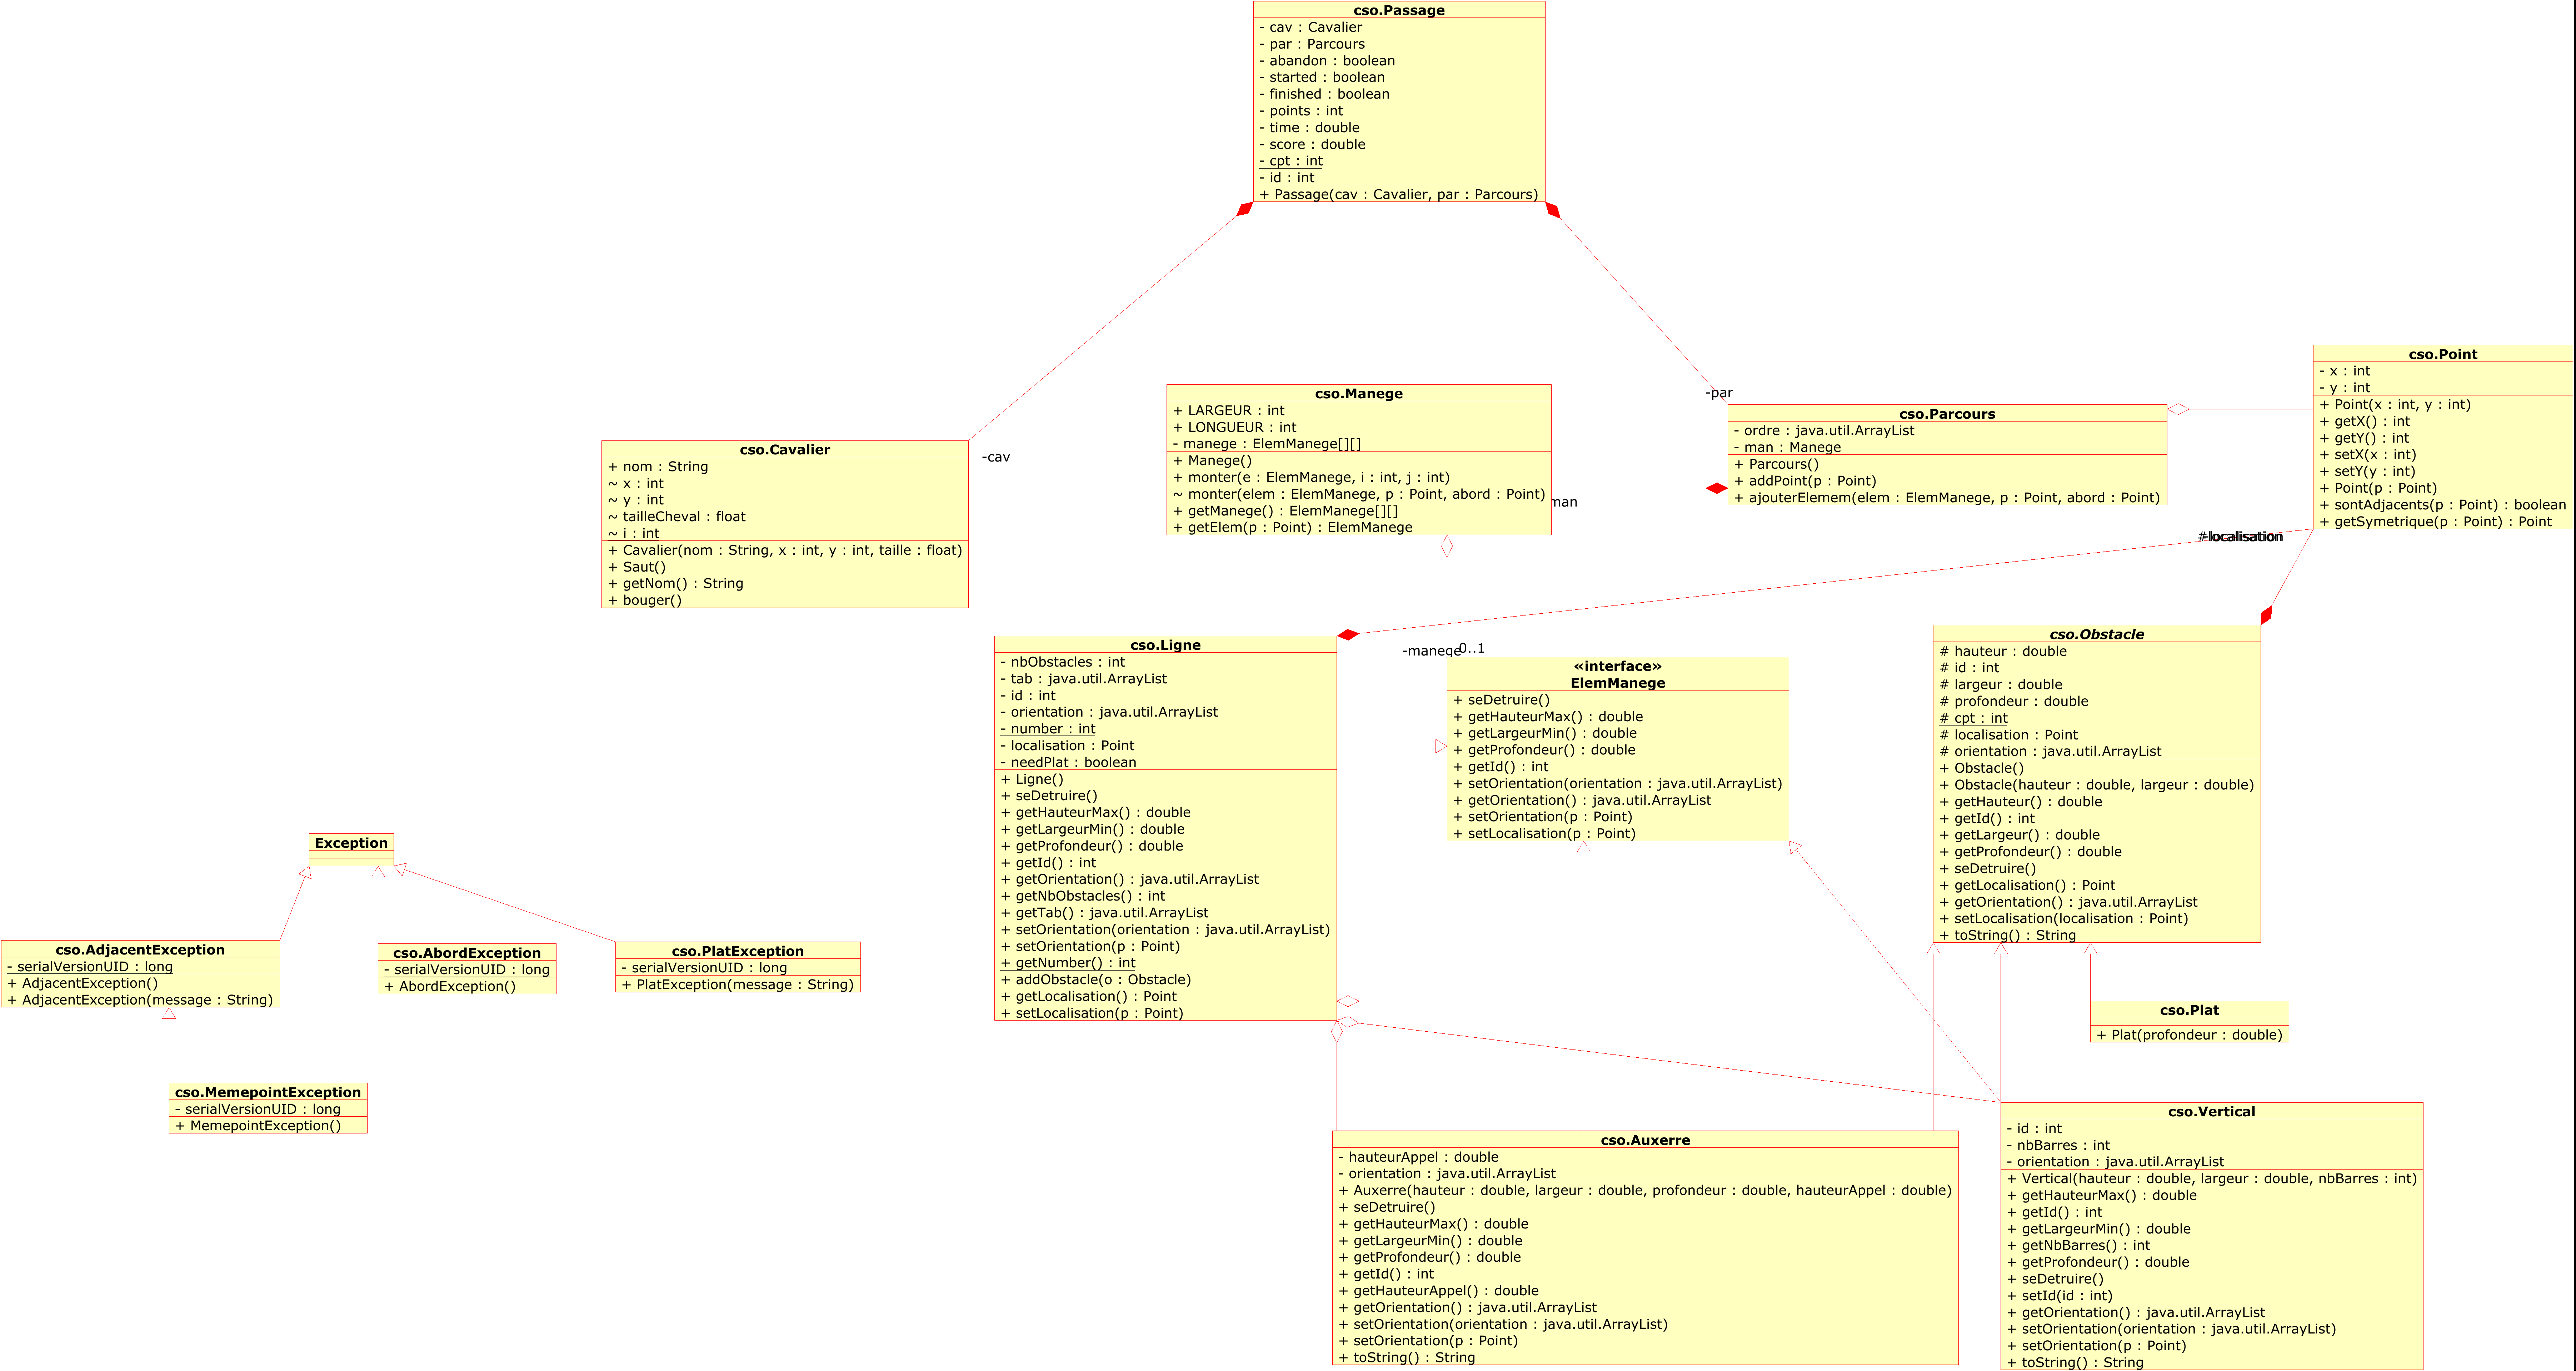 cso.Passage
- cav : Cavalier
- par : Parcours
- abandon : boolean
- started : boolean
- finished : boolean
- points : int
- time : double
- score : double
- cpt : int
- id : int
+ Passage(cav : Cavalier, par : Parcours)
-cav
-par
cso.Cavalier
+ nom : String
~ x : int
~ y : int
~ tailleCheval : float
~ i : int
+ Cavalier(nom : String, x : int, y : int, taille : float)
+ Saut()
+ getNom() : String
+ bouger()
cso.Manege
+ LARGEUR : int
+ LONGUEUR : int
- manege : ElemManege[][]
+ Manege()
+ monter(e : ElemManege, i : int, j : int)
~ monter(elem : ElemManege, p : Point, abord : Point)
+ getManege() : ElemManege[][]
+ getElem(p : Point) : ElemManege
man
cso.Parcours
- ordre : java.util.ArrayList
- man : Manege
+ Parcours()
+ addPoint(p : Point)
+ ajouterElemem(elem : ElemManege, p : Point, abord : Point)
cso.Point
- x : int
- y : int
+ Point(x : int, y : int)
+ getX() : int
+ getY() : int
+ setX(x : int)
+ setY(y : int)
+ Point(p : Point)
+ sontAdjacents(p : Point) : boolean
+ getSymetrique(p : Point) : Point
#localisation
cso.Ligne
- nbObstacles : int
- tab : java.util.ArrayList
- id : int
- orientation : java.util.ArrayList
- number : int
- localisation : Point
- needPlat : boolean
+ Ligne()
+ seDetruire()
+ getHauteurMax() : double
+ getLargeurMin() : double
+ getProfondeur() : double
+ getId() : int
+ getOrientation() : java.util.ArrayList
+ getNbObstacles() : int
+ getTab() : java.util.ArrayList
+ setOrientation(orientation : java.util.ArrayList)
+ setOrientation(p : Point)
+ getNumber() : int
+ addObstacle(o : Obstacle)
+ getLocalisation() : Point
+ setLocalisation(p : Point)
-manege
0..1
«interface»
ElemManege
+ seDetruire()
+ getHauteurMax() : double
+ getLargeurMin() : double
+ getProfondeur() : double
+ getId() : int
+ setOrientation(orientation : java.util.ArrayList)
+ getOrientation() : java.util.ArrayList
+ setOrientation(p : Point)
+ setLocalisation(p : Point)
cso.Obstacle
# hauteur : double
# id : int
# largeur : double
# profondeur : double
# cpt : int
# localisation : Point
# orientation : java.util.ArrayList
+ Obstacle()
+ Obstacle(hauteur : double, largeur : double)
+ getHauteur() : double
+ getId() : int
+ getLargeur() : double
+ getProfondeur() : double
+ seDetruire()
+ getLocalisation() : Point
+ getOrientation() : java.util.ArrayList
+ setLocalisation(localisation : Point)
+ toString() : String
Exception
cso.AdjacentException
- serialVersionUID : long
+ AdjacentException()
+ AdjacentException(message : String)
cso.AbordException
- serialVersionUID : long
+ AbordException()
cso.PlatException
- serialVersionUID : long
+ PlatException(message : String)
cso.MemepointException
- serialVersionUID : long
+ MemepointException()
cso.Plat
+ Plat(profondeur : double)
cso.Auxerre
- hauteurAppel : double
- orientation : java.util.ArrayList
+ Auxerre(hauteur : double, largeur : double, profondeur : double, hauteurAppel : double)
+ seDetruire()
+ getHauteurMax() : double
+ getLargeurMin() : double
+ getProfondeur() : double
+ getId() : int
+ getHauteurAppel() : double
+ getOrientation() : java.util.ArrayList
+ setOrientation(orientation : java.util.ArrayList)
+ setOrientation(p : Point)
+ toString() : String
cso.Vertical
- id : int
- nbBarres : int
- orientation : java.util.ArrayList
+ Vertical(hauteur : double, largeur : double, nbBarres : int)
+ getHauteurMax() : double
+ getId() : int
+ getLargeurMin() : double
+ getNbBarres() : int
+ getProfondeur() : double
+ seDetruire()
+ setId(id : int)
+ getOrientation() : java.util.ArrayList
+ setOrientation(orientation : java.util.ArrayList)
+ setOrientation(p : Point)
+ toString() : String